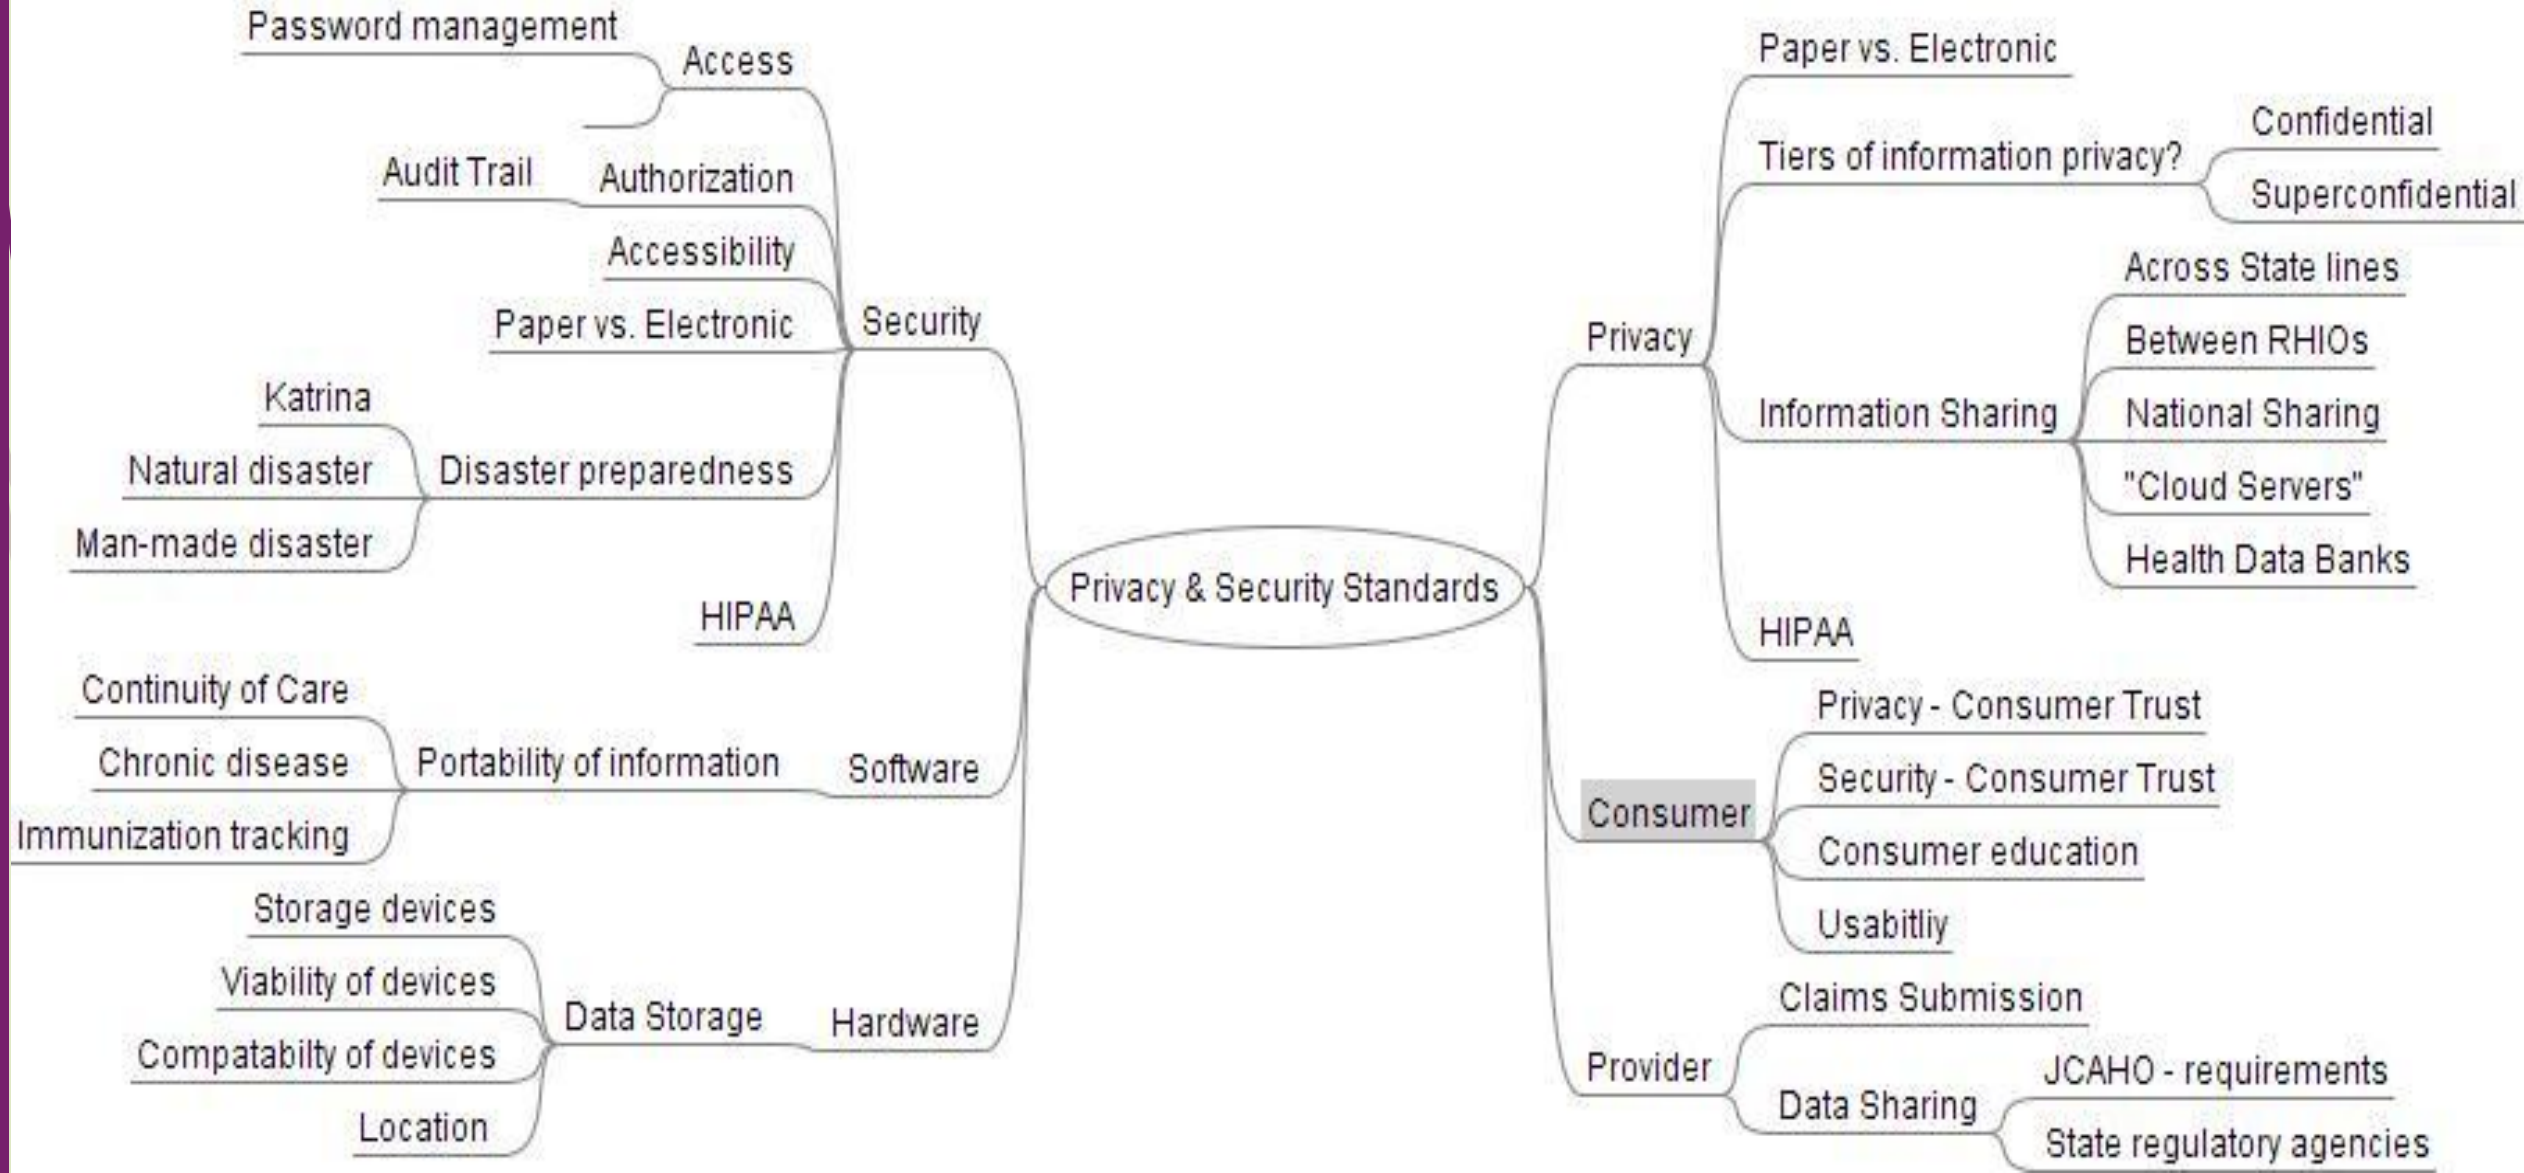 Password management
Access
Audit Trail
Authorization
Accessibility
Paper vs. Electronic
Security
Katrina
Natural disaster
Disaster preparedness
Man-made disaster
HIPAA
Continuity of Care
Chronic disease
Portability of information
Software
Immunization tracking
Storage devices
Viability of devices
Data Storage
Hardware
Compatabilty of devices
Location
Privacy & Security Standards
Paper vs. Electronic
Confidential
Tiers of information privacy?
Superconfidential
Across State lines
Privacy
Between RHIOs
Information Sharing
National Sharing
"Cloud Servers"
Health Data Banks
HIPAA
Privacy - Consumer Trust
Security - Consumer Trust
Consumer
Consumer education
Usabitliy
Claims Submission
Provider
JCAHO - requirements
Data Sharing
State regulatory agencies